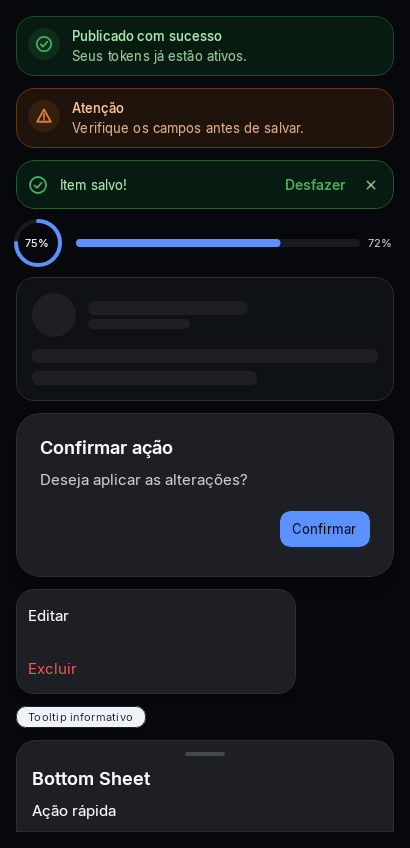 Publicado com sucesso
Seus tokens já estão ativos.
Atenção
Verifique os campos antes de salvar.
Item salvo! Desfazer ✕
75% 72%
Confirmar ação
Deseja aplicar as alterações?
Confirmar
Editar
Excluir
Tooltip informativo
Bottom Sheet
Ação rápida